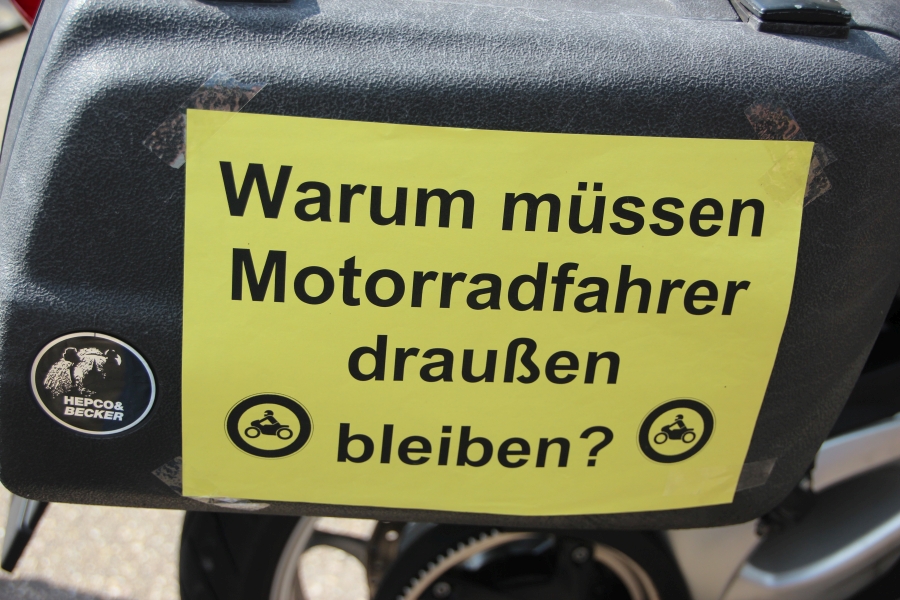 Warum müssen
Motorradfahrer
draußen
bleiben?
HEPCO&
BECKER